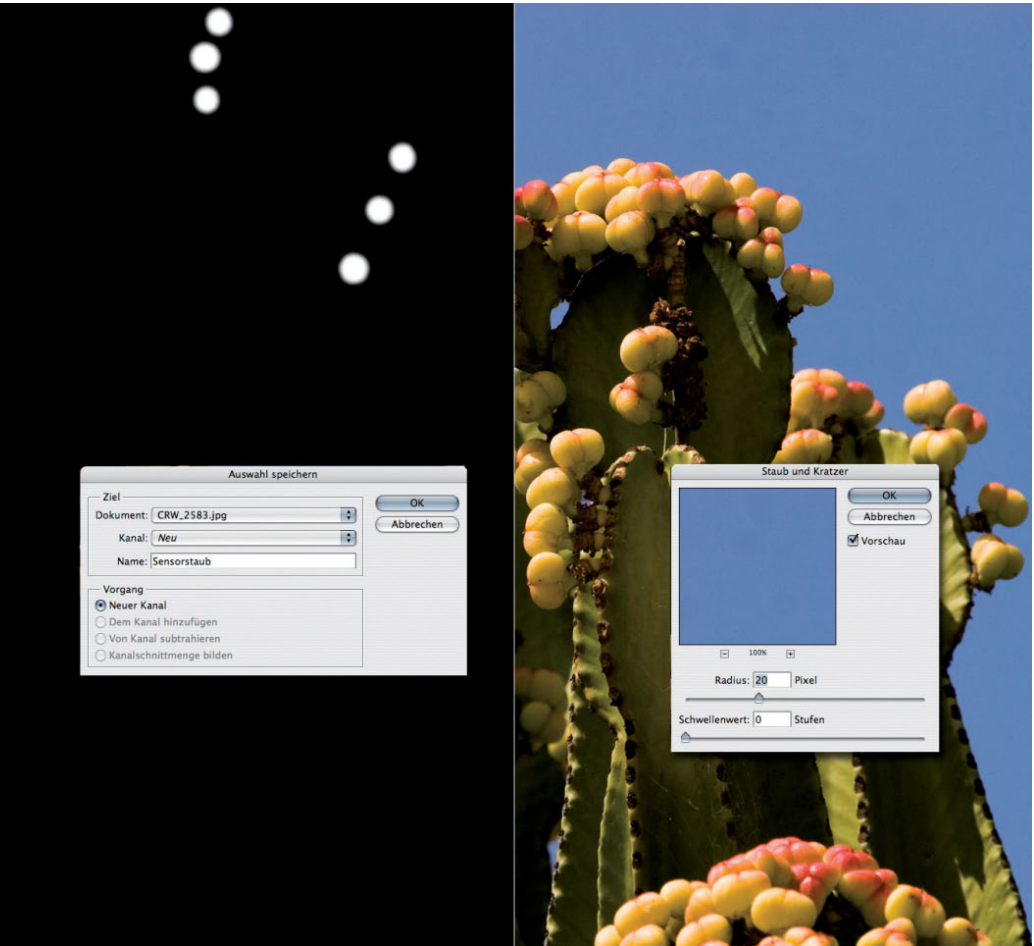 Auswahl speichern
Ziel
Dokument: CRW_2583.jpg
Kanal: Neu
Name: Sensorstaub
OK
Abbrechen
Vorgang
Neuer Kanal
Dem Kanal hinzufügen
Von Kanal subtrahieren
Kanalschnittmenge bilden
Staub und Kratzer
OK
Abbrechen
Vorschau
100%
Radius: 20 Pixel
Schwellenwert: 0 Stufen